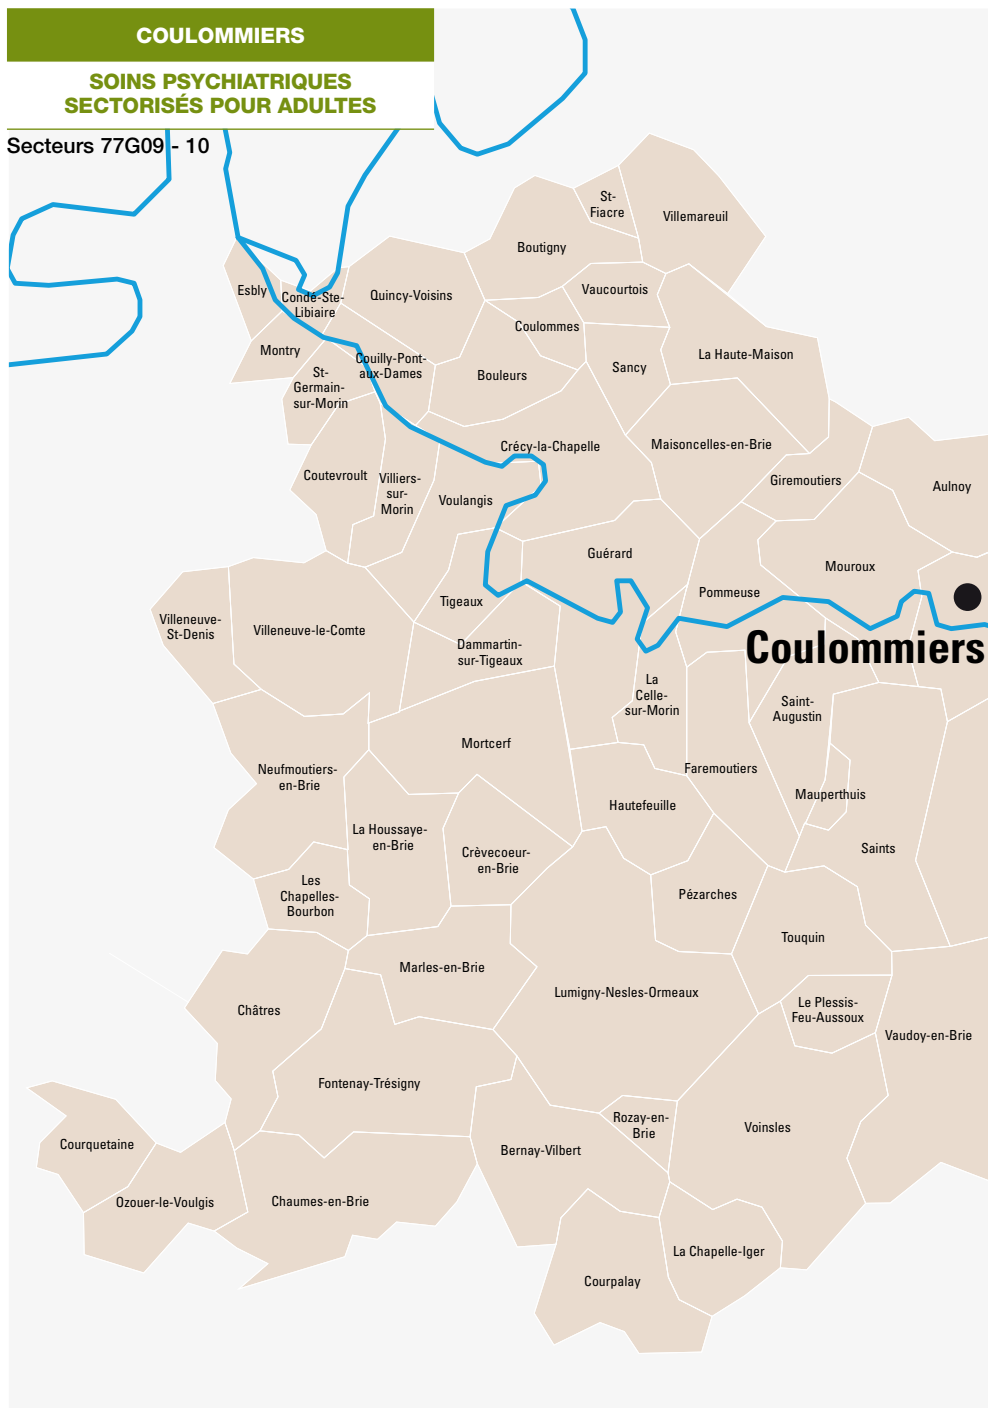 COULOMMIERS
SOINS PSYCHIATRIQUES
SECTORISÉS POUR ADULTES
Secteurs 77G09 - 10
St-
Fiacre
Villemareuil
Boutigny
Esbly
Condé-Ste-
Libiaire
Quincy-Voisins
Vaucourtois
Coulommes
Montry
Couilly-Pont-
aux-Dames
St-
Germain-
sur-Morin
Bouleurs
Sancy
La Haute-Maison
Crécy-la-Chapelle
Maisoncelles-en-Brie
Coutevroult
Villiers-
sur-
Morin
Voulangis
Giremoutiers
Aulnoy
Guérard
Mouroux
Pommeuse
Tigeaux
Villeneuve-
St-Denis
Villeneuve-le-Comte
Dammartin-
sur-Tigeaux
Coulommiers
La
Celle-
sur-Morin
Saint-
Augustin
Mortcerf
Neufmoutiers-
en-Brie
Faremoutiers
Hautefeuille
Mauperthuis
La Houssaye-
en-Brie
Crèvecoeur-
en-Brie
Saints
Les
Chapelles-
Bourbon
Pézarches
Touquin
Marles-en-Brie
Lumigny-Nesles-Ormeaux
Châtres
Le Plessis-
Feu-Aussoux
Vaudoy-en-Brie
Fontenay-Trésigny
Rozay-en-
Brie
Voinsles
Courquetaine
Bernay-Vilbert
Ozouer-le-Voulgis
Chaumes-en-Brie
La Chapelle-Iger
Courpalay